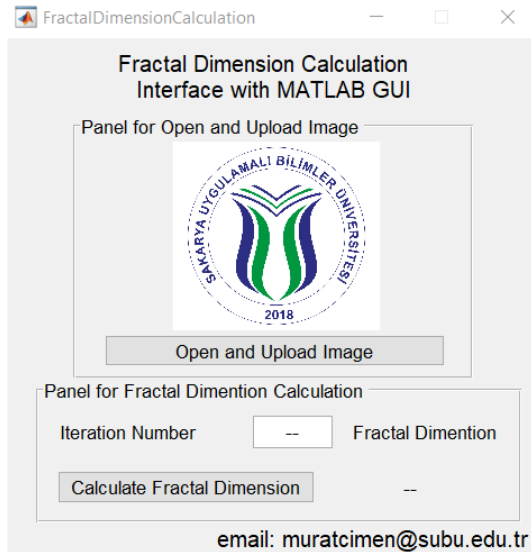 FractalDimensionCalculation
Fractal Dimension Calculation
Interface with MATLAB GUI
Panel for Open and Upload Image
SAKARYA UYGULAMALI BİLİMLER ÜNİVERSİTESİ
2018
Open and Upload Image
Panel for Fractal Dimention Calculation
Iteration Number -- Fractal Dimention
Calculate Fractal Dimension --
email: muratcimen@subu.edu.tr